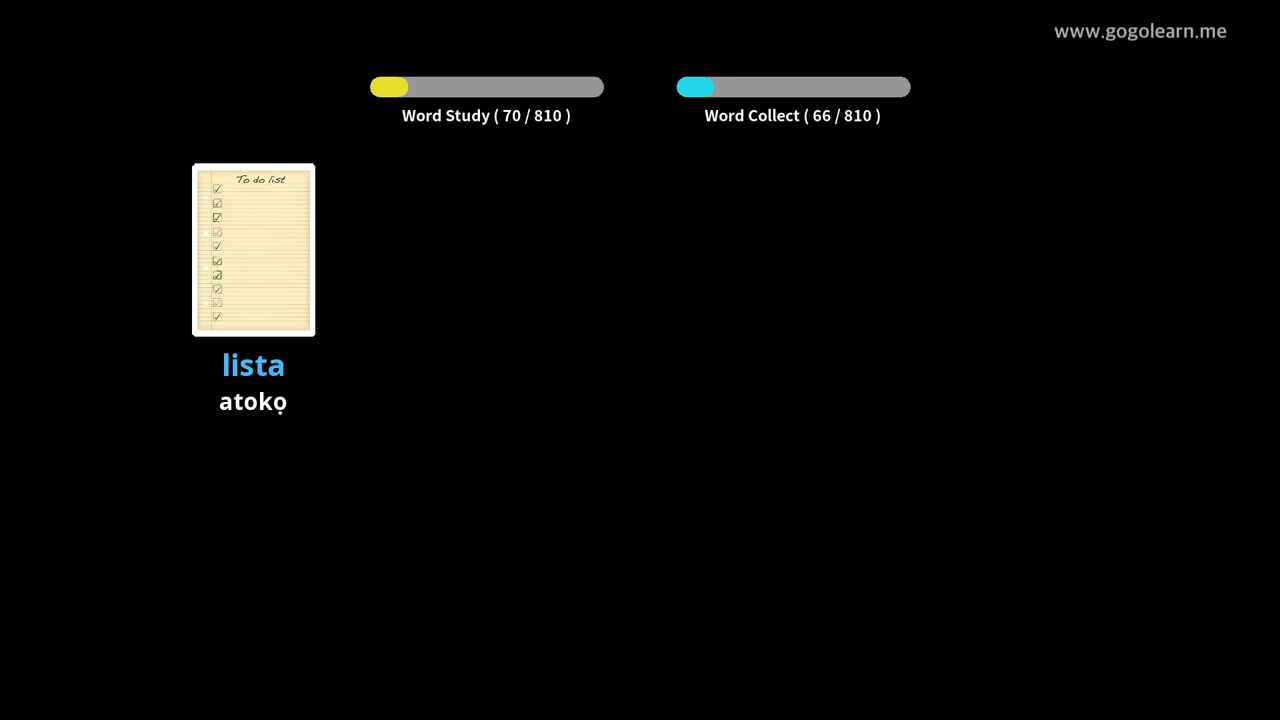 www.gogolearn.me
Word Study ( 70 / 810 )
Word Collect ( 66 / 810 )
To do list
lista
atokọ